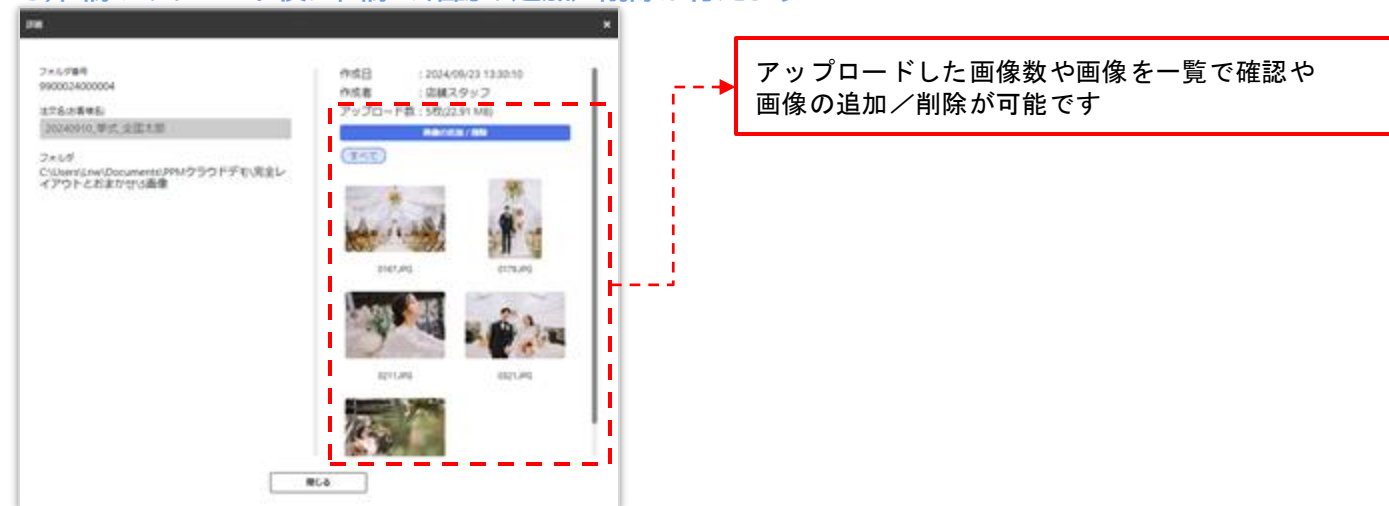 詳細
×
フォルダ番号
9900024000004
注文名(お客様名)
20240910_挙式_全国太郎
フォルダ
C:\Users\Lnw\Documents\PPMクラウドデモ\完全レ
イアウトとおまかせ\5画像
作成日 : 2024/09/23 13:30:10
作成者 : 店舗スタッフ
アップロード数 : 5枚(22.91 MB)
画像の追加 / 削除
すべて
0167.JPG
0179.JPG
0211.JPG
0321.JPG
閉じる
アップロードした画像数や画像を一覧で確認や
画像の追加／削除が可能です